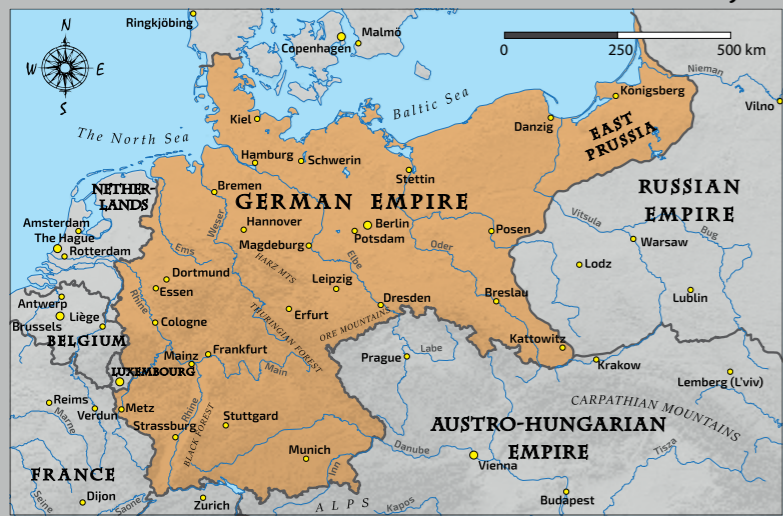 Ringkjöbing
Malmö
Copenhagen
N
W E
S
0 250 500 km
Baltic Sea
The North Sea
Nieman
Königsberg
Vilno
Kiel
Danzig
EAST
PRUSSIA
Hamburg
Schwerin
Stettin
Bremen
NETHER-
LANDS
GERMAN EMPIRE
RUSSIAN
EMPIRE
Amsterdam
The Hague
Rotterdam
Weser
Hannover
Berlin
Potsdam
Magdeburg
Posen
Vitsula
Bug
Warsaw
Ems
Oder
Elbe
HARZ MTS
Lodz
Dortmund
Essen
Leipzig
Dresden
Breslau
Lublin
Antwerp
Liège
Brussels
BELGIUM
Rhine
Cologne
Erfurt
THURINGIAN FOREST
ORE MOUNTAINS
Kattowitz
Krakow
Mainz
Frankfurt
LUXEMBOURG
Main
Prague
Labe
Lemberg (L'viv)
Reims
Marne
Verdun
Metz
Rhine
Strassburg
BLACK FOREST
Stuttgard
CARPATHIAN MOUNTAINS
AUSTRO-HUNGARIAN
EMPIRE
Munich
Inn
Danube
Vienna
Tisza
FRANCE
Dijon
Seine
Saone
Zurich
ALPS
Kapos
Budapest